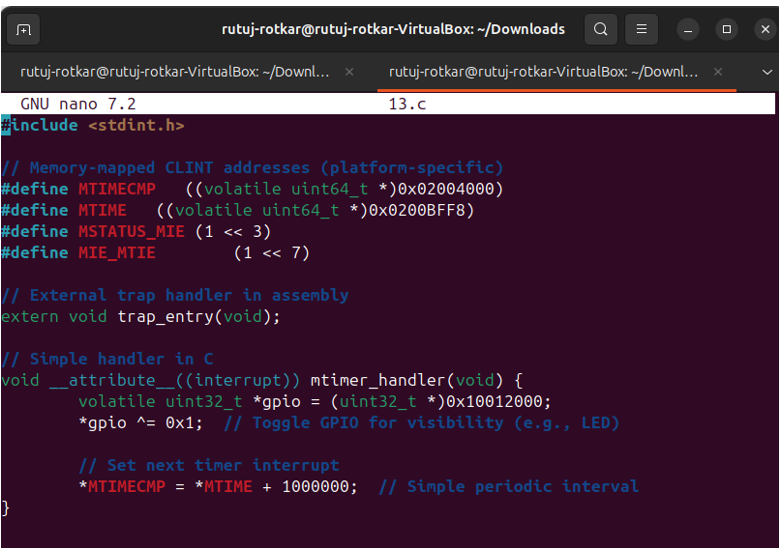 rutuj-rotkar@rutuj-rotkar-VirtualBox: ~/Downloads
rutuj-rotkar@rutuj-rotkar-VirtualBox: ~/Downl... × rutuj-rotkar@rutuj-rotkar-VirtualBox: ~/Downl... ×
GNU nano 7.2 13.c
#include <stdint.h>

// Memory-mapped CLINT addresses (platform-specific)
#define MTIMECMP   ((volatile uint64_t *)0x02004000)
#define MTIME   ((volatile uint64_t *)0x0200BFF8)
#define MSTATUS_MIE (1 << 3)
#define MIE_MTIE        (1 << 7)

// External trap handler in assembly
extern void trap_entry(void);

// Simple handler in C
void __attribute__((interrupt)) mtimer_handler(void) {
        volatile uint32_t *gpio = (uint32_t *)0x10012000;
        *gpio ^= 0x1;  // Toggle GPIO for visibility (e.g., LED)

        // Set next timer interrupt
        *MTIMECMP = *MTIME + 1000000;  // Simple periodic interval
}